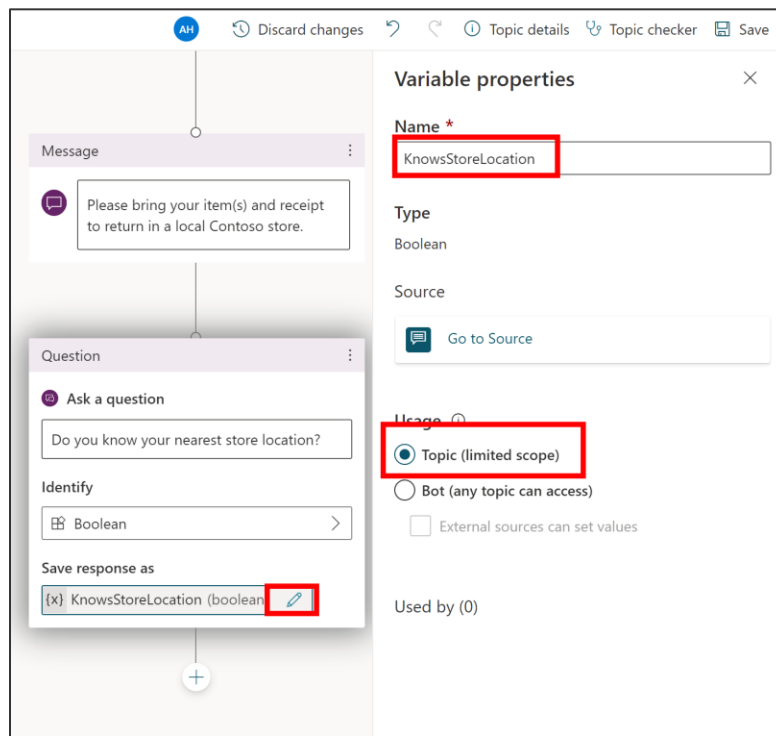 AH
Discard changes
Topic details
Topic checker
Save
Message
Please bring your item(s) and receipt
to return in a local Contoso store.
Question
Ask a question
Do you know your nearest store location?
Identify
Boolean
Save response as
{x} KnowsStoreLocation (boolean
Variable properties
Name *
KnowsStoreLocation
Type
Boolean
Source
Go to Source
Usage
Topic (limited scope)
Bot (any topic can access)
External sources can set values
Used by (0)